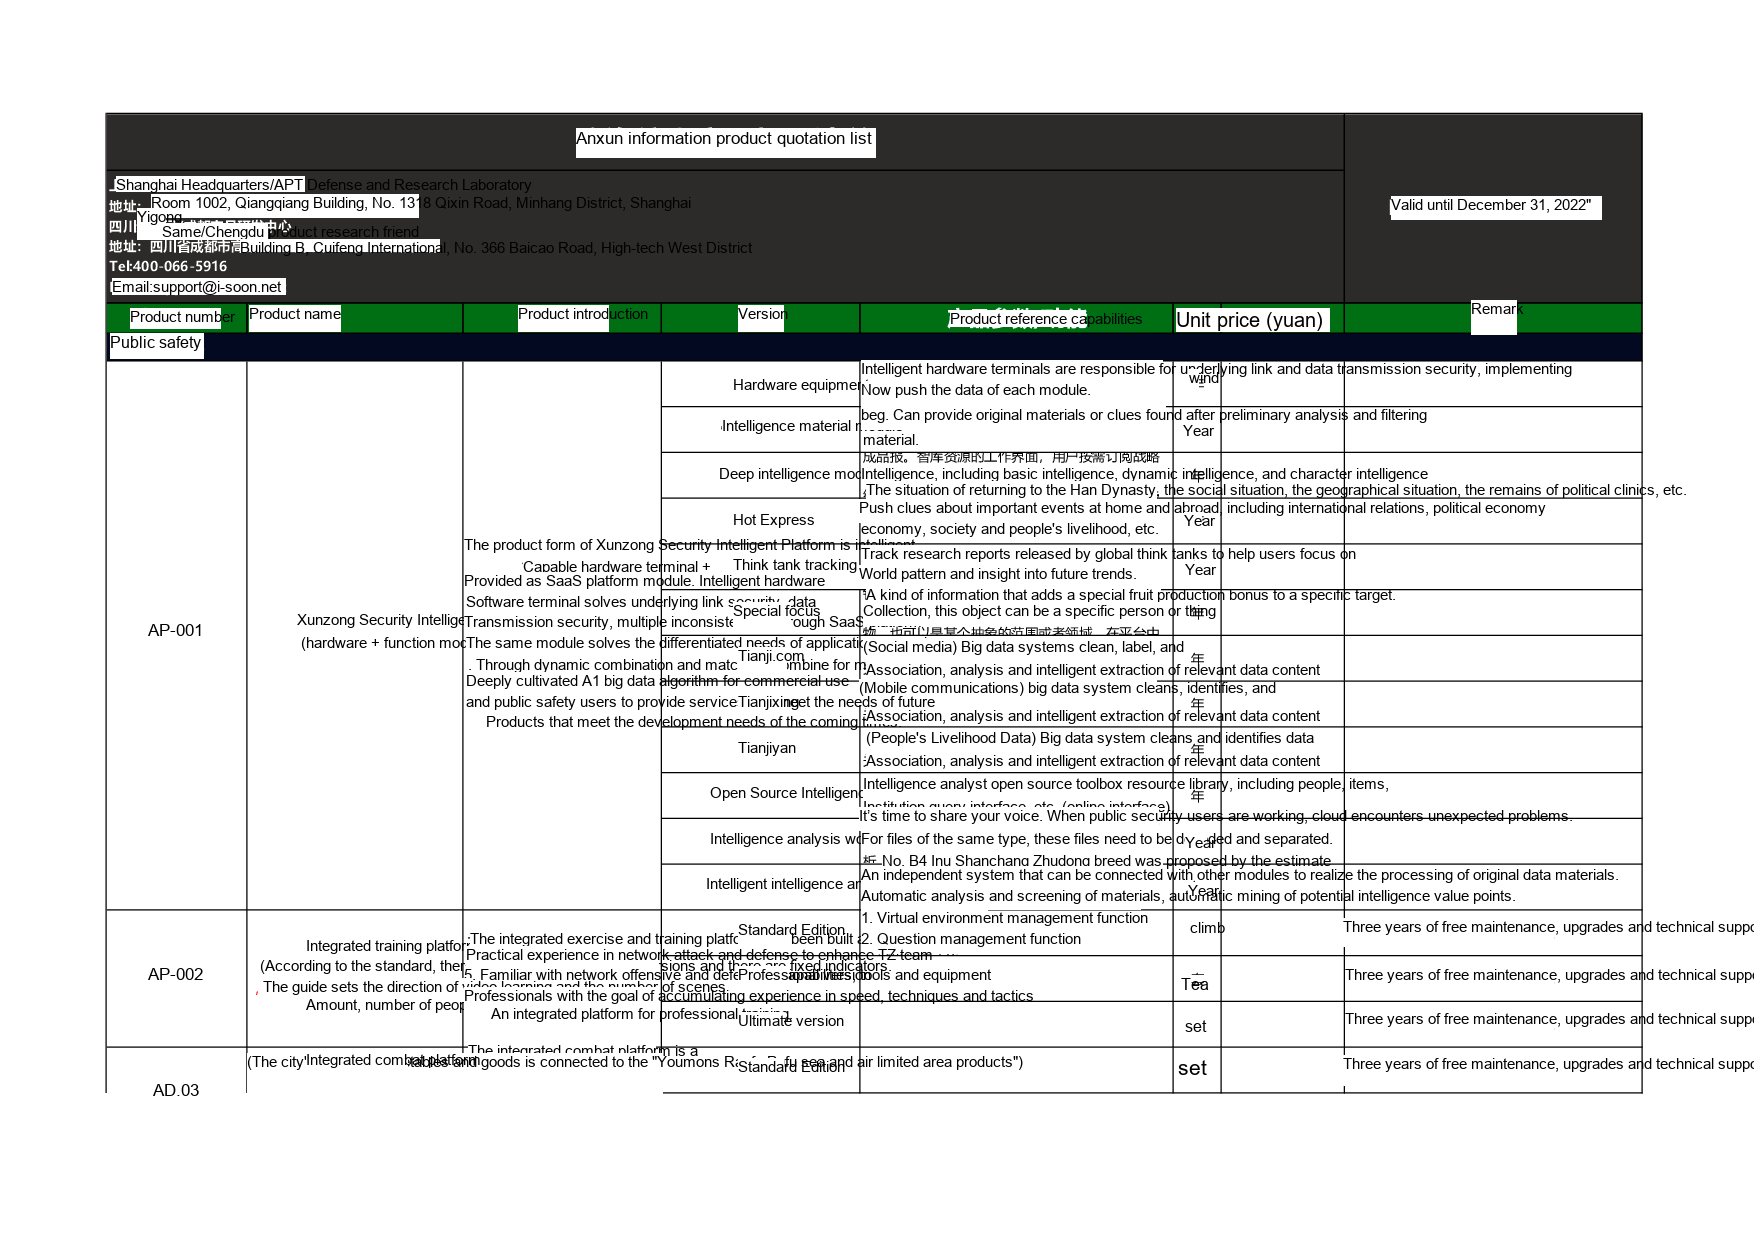 Anxun information product quotation list
Shanghai Headquarters/APT Defense and Research Laboratory
地址: Room 1002, Qiangqiang Building, No. 1318 Qixin Road, Minhang District, Shanghai
Yigong
四川 Same/Chengdu product research friend 中心
地址: 四川省成都市高 Building B, Cuifeng International, No. 366 Baicao Road, High-tech West District
Tel:400-066-5916
Email:support@i-soon.net
Valid until December 31, 2022"
Product number Product name Product introduction Version Product reference capabilities Unit price (yuan) Remark
Public safety
AP-001
Xunzong Security Intellige
(hardware + function mod
The product form of Xunzong Security Intelligent Platform is intelligent
Capable hardware terminal +
Provided as SaaS platform module. Intelligent hardware
Software terminal solves underlying link security, data
Transmission security, multiple inconsiste rough SaaS
The same module solves the differentiated needs of applicatio
. Through dynamic combination and matc mbine for m
Deeply cultivated A1 big data algorithm for commercial use
and public safety users to provide service meet the needs of future
Products that meet the development needs of the coming times.
Hardware equipmen
Intelligent hardware terminals are responsible for underlying link and data transmission security, implementing
Now push the data of each module.
wind
Intelligence material module
beg. Can provide original materials or clues found after preliminary analysis and filtering
material.
Year
Deep intelligence mod
成品报。智库资源的工作界面，用户按需订阅战略
Intelligence, including basic intelligence, dynamic intelligence, and character intelligence
The situation of returning to the Han Dynasty, the social situation, the geographical situation, the remains of political clinics, etc.
年
Hot Express
Push clues about important events at home and abroad, including international relations, political economy
economy, society and people's livelihood, etc.
Year
Think tank tracking
Track research reports released by global think tanks to help users focus on
World pattern and insight into future trends.
Year
Special focus
A kind of information that adds a special fruit production bonus to a specific target.
Collection, this object can be a specific person or thing
物，也可以是某个抽象的范围或者领域。在平台中
年
Tianji.com
(Social media) Big data systems clean, label, and
Association, analysis and intelligent extraction of relevant data content
年
Tianjixing
(Mobile communications) big data system cleans, identifies, and
Association, analysis and intelligent extraction of relevant data content
年
Tianjiyan
(People's Livelihood Data) Big data system cleans and identifies data
Association, analysis and intelligent extraction of relevant data content
年
Open Source Intelligenc
Intelligence analyst open source toolbox resource library, including people, items,
Institution query interface, etc. (online interface)
年
Intelligence analysis wo
It's time to share your voice. When public security users are working, cloud encounters unexpected problems.
For files of the same type, these files need to be d ded and separated.
析 No. B4 Inu Shanchang Zhudong breed was proposed by the estimate
Year
Intelligent intelligence an
An independent system that can be connected with other modules to realize the processing of original data materials.
Automatic analysis and screening of materials, automatic mining of potential intelligence value points.
Year
AP-002
Integrated training platfor
(According to the standard, ther sions and there are fixed indicators.
The guide sets the direction of video learning and the number of scenes
Amount, number of peop
The integrated exercise and training platfo been built a
Practical experience in network attack and defense to enhance TZ team
5. Familiar with network offensive and defe capabilities, tools and equipment
Professionals with the goal of accumulating experience in speed, techniques and tactics
An integrated platform for professional training.
Standard Edition
1. Virtual environment management function
2. Question management function
climb
Three years of free maintenance, upgrades and technical suppo
Professional version
Tea
Three years of free maintenance, upgrades and technical suppo
Ultimate version
set
Three years of free maintenance, upgrades and technical suppo
AD.03
Integrated combat platform
(The city' tables and goods is connected to the "Youmons R Fu sea and air limited area products")
The integrated combat platform is a
Standard Edition
set
Three years of free maintenance, upgrades and technical suppo